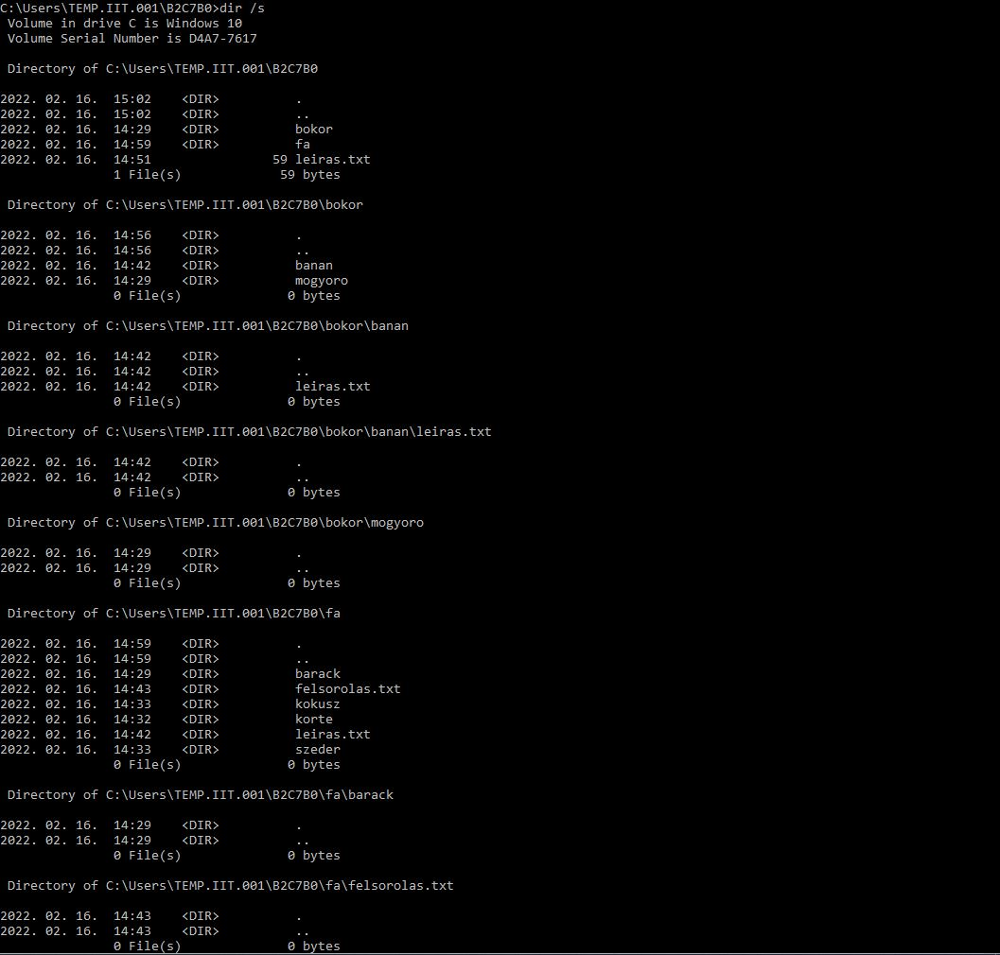 C:\Users\TEMP.IIT.001\B2C7B0>dir /s
 Volume in drive C is Windows 10
 Volume Serial Number is D4A7-7617

 Directory of C:\Users\TEMP.IIT.001\B2C7B0

2022. 02. 16.  15:02    <DIR>          .
2022. 02. 16.  15:02    <DIR>          ..
2022. 02. 16.  14:29    <DIR>          bokor
2022. 02. 16.  14:59    <DIR>          fa
2022. 02. 16.  14:51                59 leiras.txt
               1 File(s)             59 bytes

 Directory of C:\Users\TEMP.IIT.001\B2C7B0\bokor

2022. 02. 16.  14:56    <DIR>          .
2022. 02. 16.  14:56    <DIR>          ..
2022. 02. 16.  14:42    <DIR>          banan
2022. 02. 16.  14:29    <DIR>          mogyoro
               0 File(s)              0 bytes

 Directory of C:\Users\TEMP.IIT.001\B2C7B0\bokor\banan

2022. 02. 16.  14:42    <DIR>          .
2022. 02. 16.  14:42    <DIR>          ..
2022. 02. 16.  14:42    <DIR>          leiras.txt
               0 File(s)              0 bytes

 Directory of C:\Users\TEMP.IIT.001\B2C7B0\bokor\banan\leiras.txt

2022. 02. 16.  14:42    <DIR>          .
2022. 02. 16.  14:42    <DIR>          ..
               0 File(s)              0 bytes

 Directory of C:\Users\TEMP.IIT.001\B2C7B0\bokor\mogyoro

2022. 02. 16.  14:29    <DIR>          .
2022. 02. 16.  14:29    <DIR>          ..
               0 File(s)              0 bytes

 Directory of C:\Users\TEMP.IIT.001\B2C7B0\fa

2022. 02. 16.  14:59    <DIR>          .
2022. 02. 16.  14:59    <DIR>          ..
2022. 02. 16.  14:29    <DIR>          barack
2022. 02. 16.  14:43    <DIR>          felsorolas.txt
2022. 02. 16.  14:33    <DIR>          kokusz
2022. 02. 16.  14:32    <DIR>          korte
2022. 02. 16.  14:42    <DIR>          leiras.txt
2022. 02. 16.  14:33    <DIR>          szeder
               0 File(s)              0 bytes

 Directory of C:\Users\TEMP.IIT.001\B2C7B0\fa\barack

2022. 02. 16.  14:29    <DIR>          .
2022. 02. 16.  14:29    <DIR>          ..
               0 File(s)              0 bytes

 Directory of C:\Users\TEMP.IIT.001\B2C7B0\fa\felsorolas.txt

2022. 02. 16.  14:43    <DIR>          .
2022. 02. 16.  14:43    <DIR>          ..
               0 File(s)              0 bytes